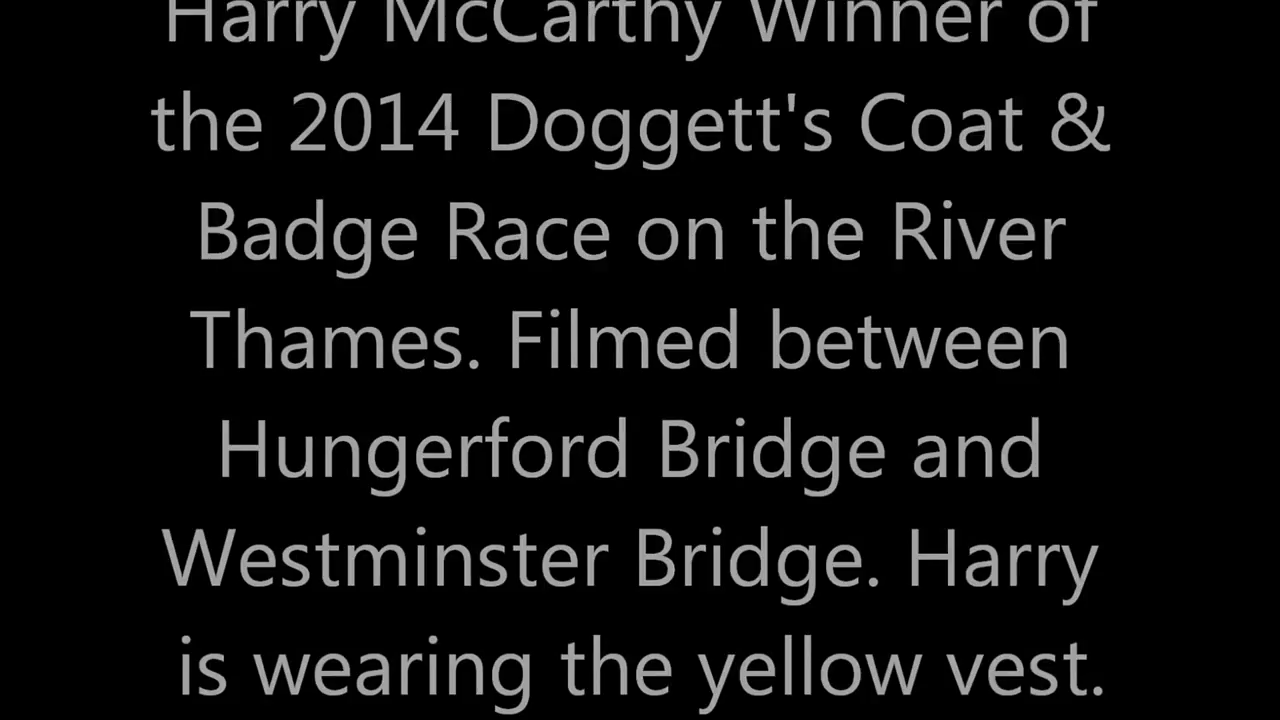 Harry McCarthy Winner of
the 2014 Doggett's Coat &
Badge Race on the River
Thames. Filmed between
Hungerford Bridge and
Westminster Bridge. Harry
is wearing the yellow vest.